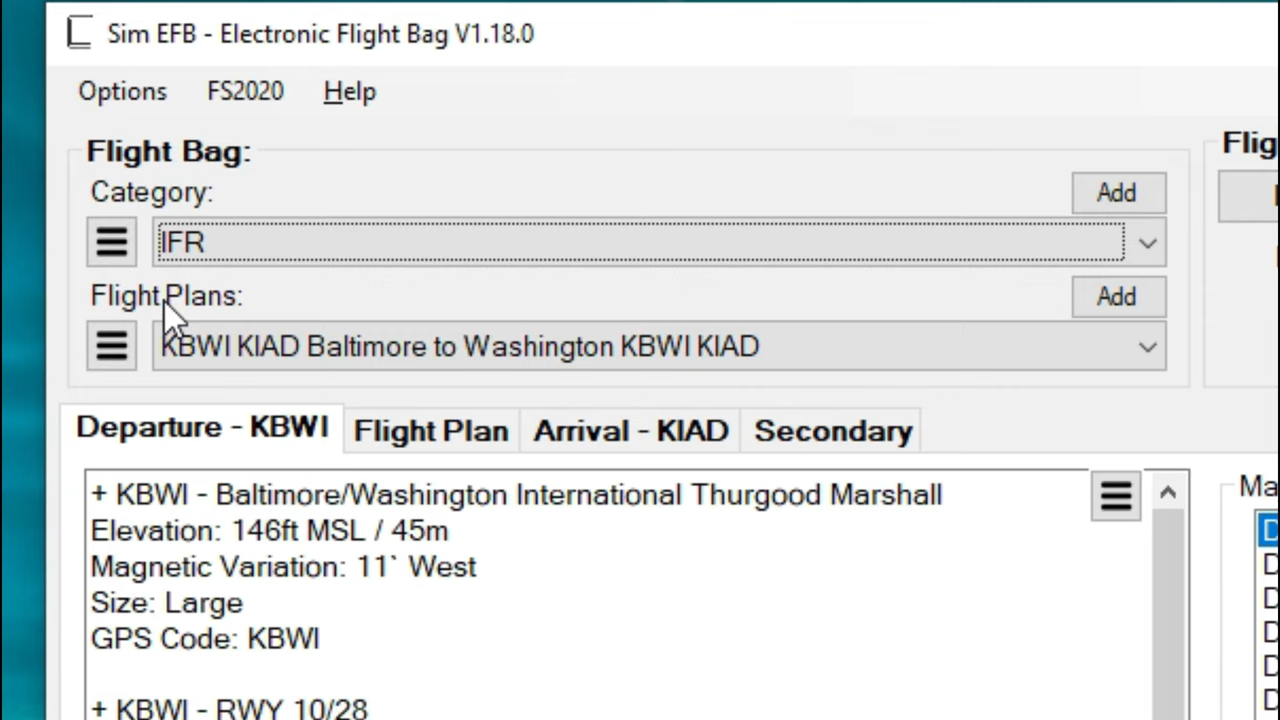 Sim EFB - Electronic Flight Bag V1.18.0
Options FS2020 Help
Flight Bag:
Category:
Add
IFR
Flight Plans:
Add
KBWI KIAD Baltimore to Washington KBWI KIAD
Departure - KBWI Flight Plan Arrival - KIAD Secondary
+ KBWI - Baltimore/Washington International Thurgood Marshall
Elevation: 146ft MSL / 45m
Magnetic Variation: 11` West
Size: Large
GPS Code: KBWI
+ KBWI - RWY 10/28